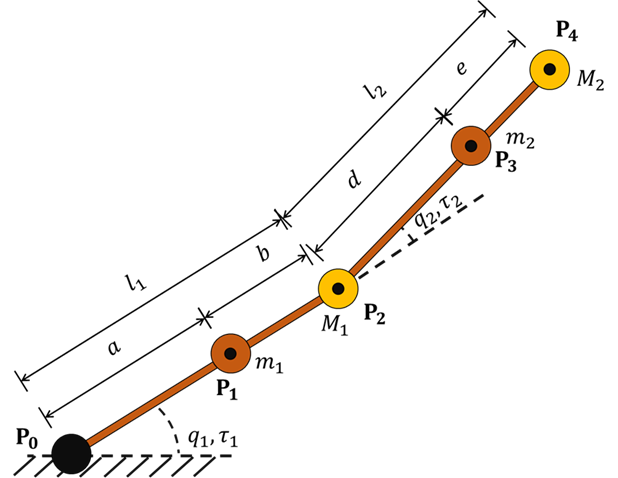 P₄
e
M₂
l₂
m₂
P₃
d
q₂, τ₂
b
l₁
M₁
P₂
a
m₁
P₁
P₀
q₁, τ₁